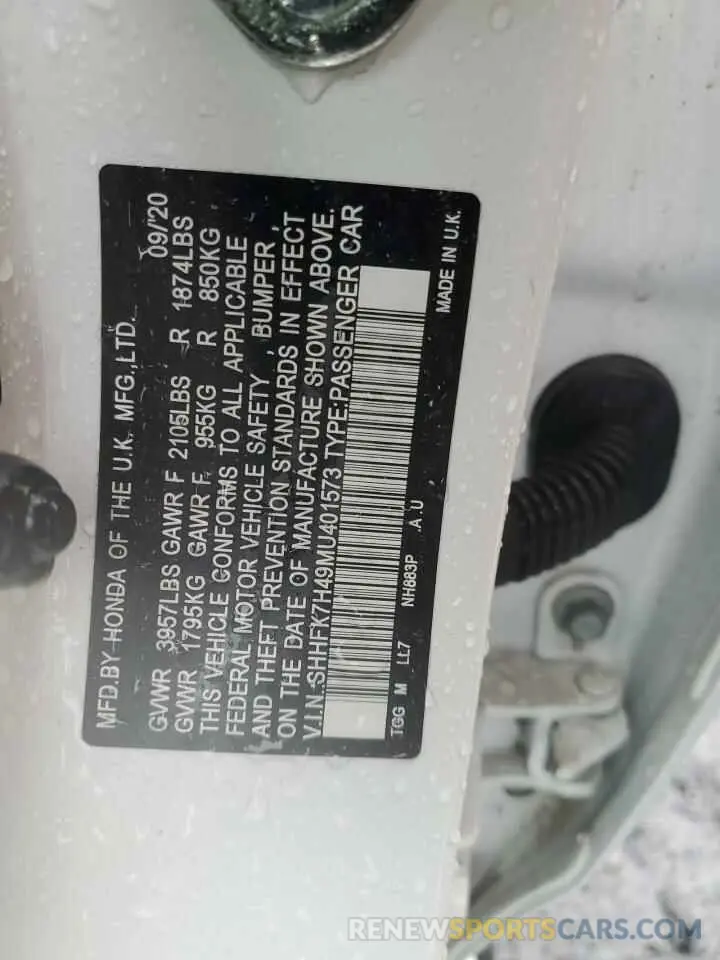 MFD.BY HONDA OF THE U.K. MFG.,LTD. 09/'20
GVWR 3957LBS GAWR F 2105LBS R 1874LBS
GVWR 1795KG GAWR F 955KG R 850KG
THIS VEHICLE CONFORMS TO ALL APPLICABLE
FEDERAL MOTOR VEHICLE SAFETY , BUMPER ,
AND THEFT PREVENTION STANDARDS IN EFFECT
ON THE DATE OF MANUFACTURE SHOWN ABOVE.
V.I.N.:SHHFK7H49MU401573 TYPE:PASSENGER CAR
TGG M LL7 NH883P .A.U
MADE IN U.K.
RENEWSPORTSCARS.COM